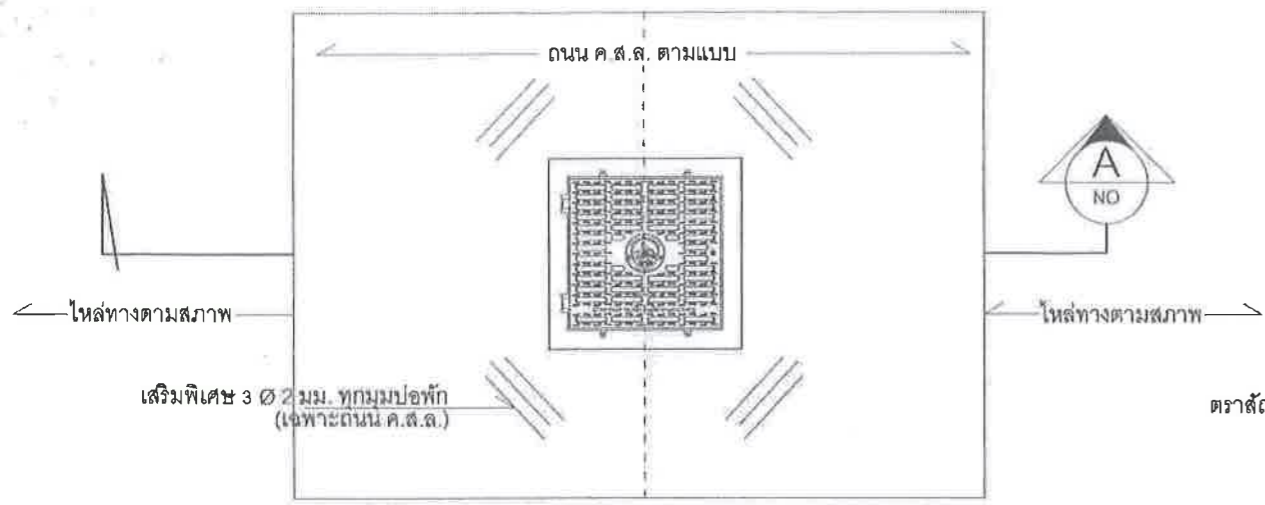 ถนน ค.ส.ล. ตามแบบ
A
NO
ไหล่ทางตามสภาพ
ไหล่ทางตามสภาพ
เสริมพิเศษ 3 Ø 2 มม. ทุกมุมบ่อพัก
(เฉพาะถนน ค.ส.ล.)